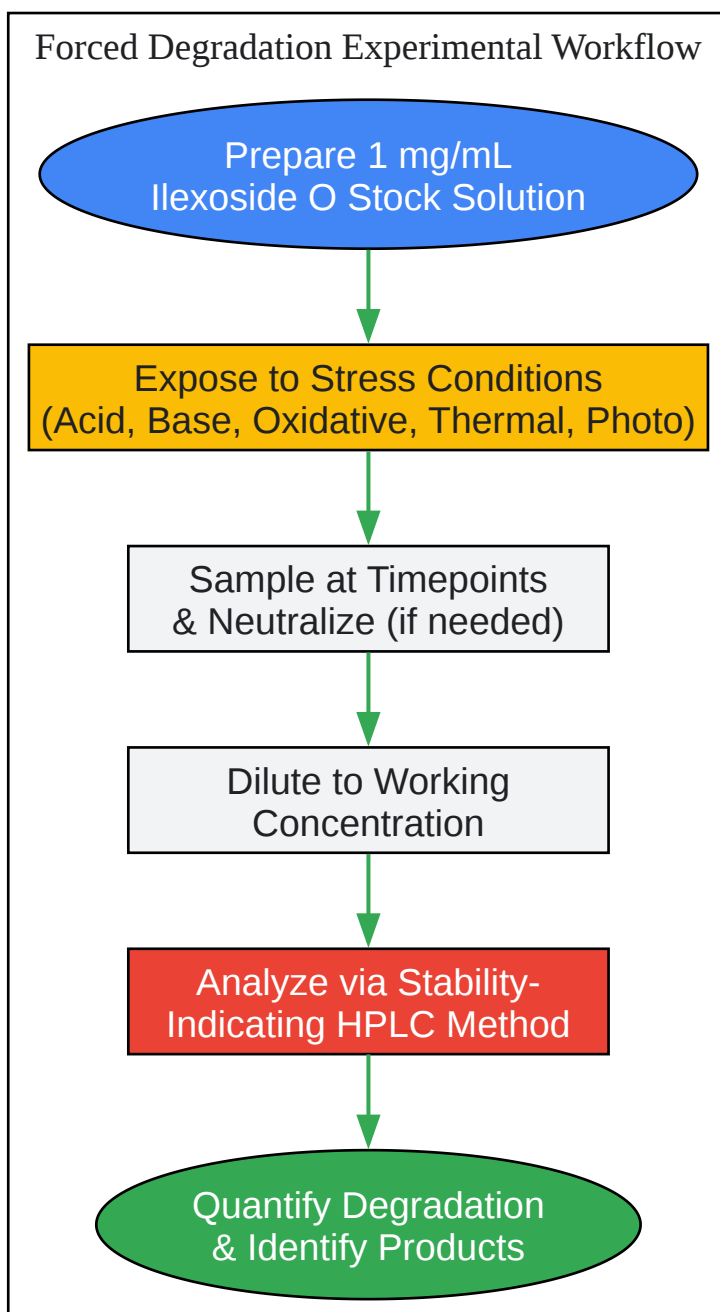 Forced Degradation Experimental Workflow
Prepare 1 mg/mL
Ilexoside O Stock Solution
Expose to Stress Conditions
(Acid, Base, Oxidative, Thermal, Photo)
Sample at Timepoints
& Neutralize (if needed)
Dilute to Working
Concentration
Analyze via Stability-
Indicating HPLC Method
Quantify Degradation
& Identify Products